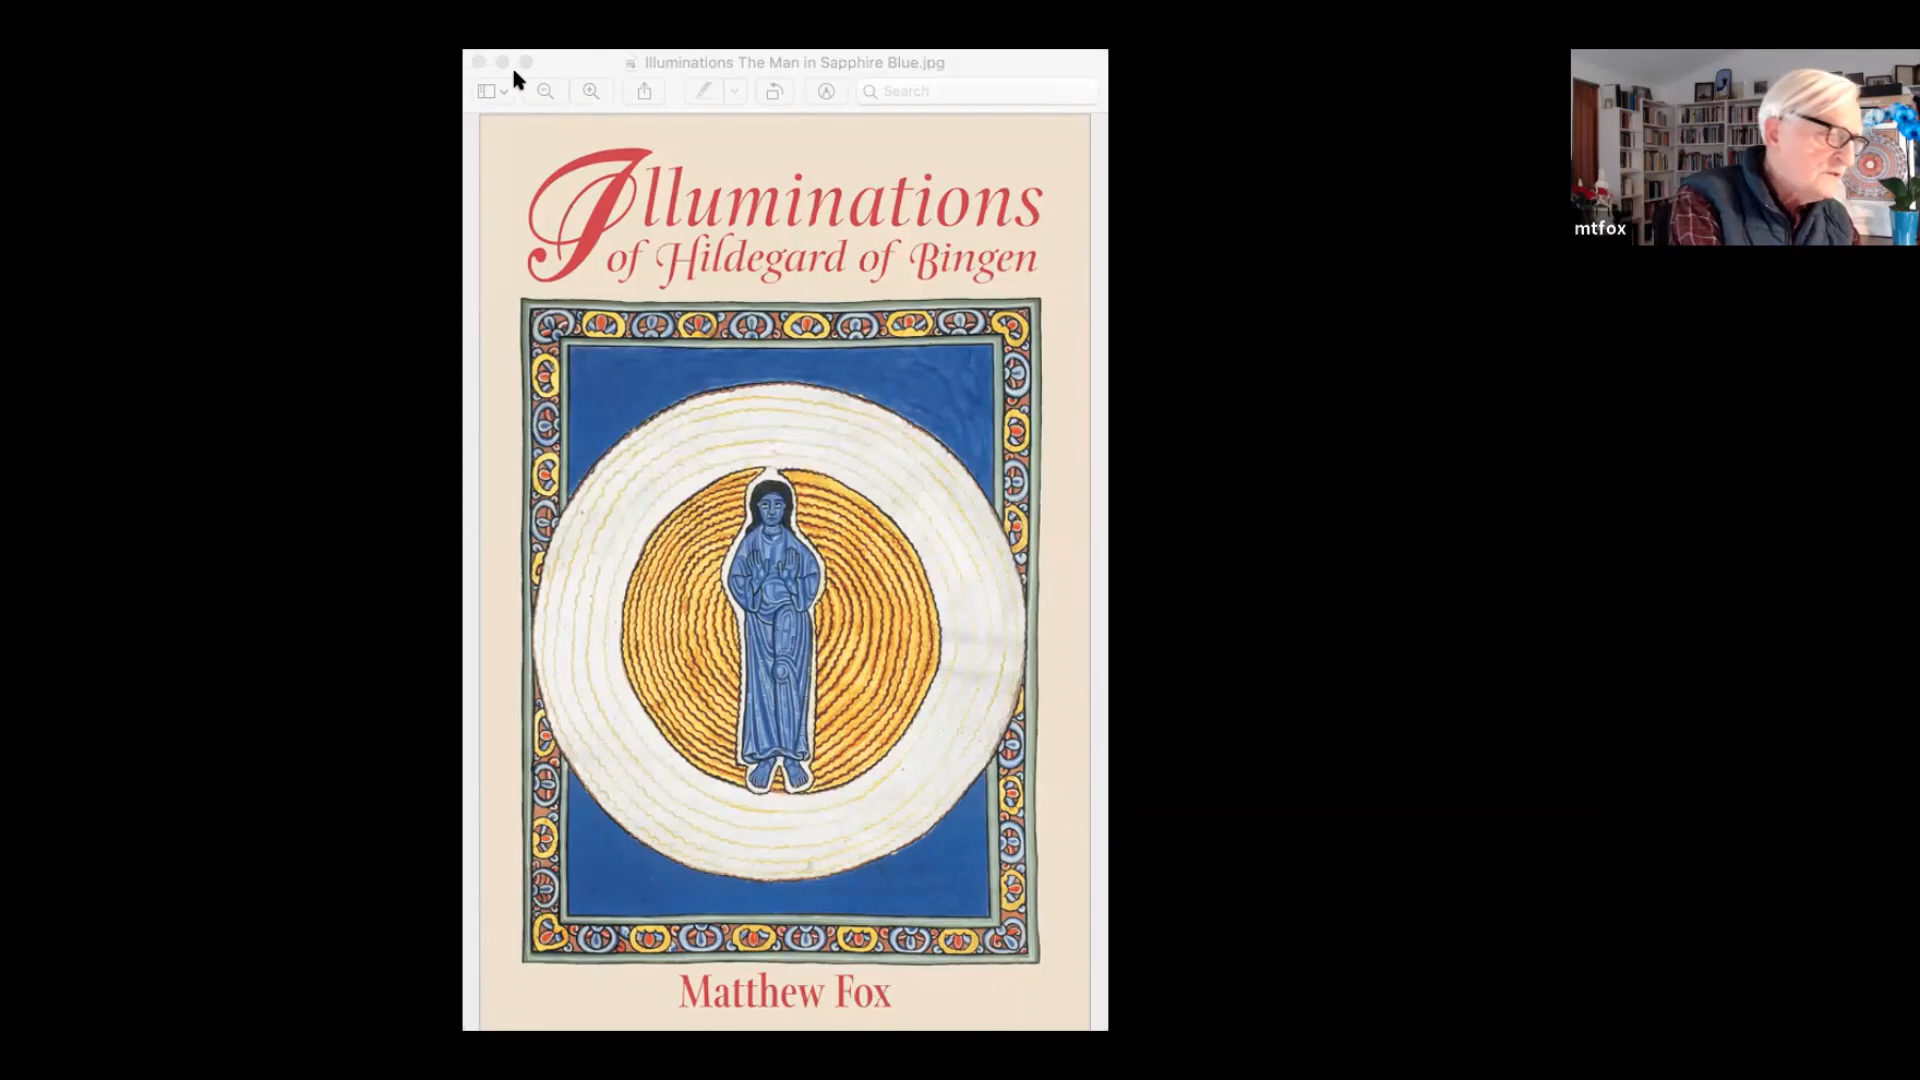 Illuminations The Man in Sapphire Blue.jpg
Search
Illuminations
of Hildegard of Bingen
Matthew Fox
mtfox